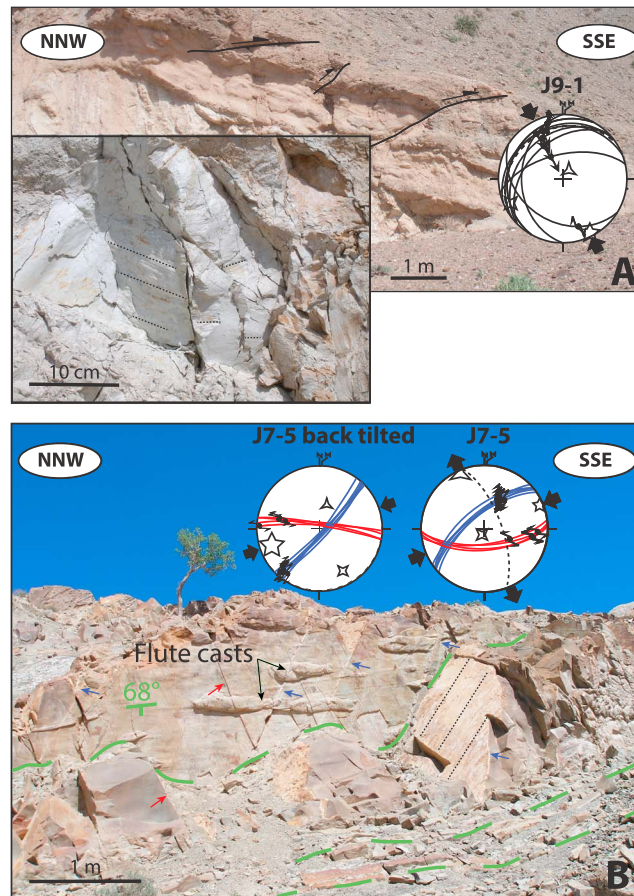 NNW
SSE
J9-1
N
1 m
A
10 cm
J7-5 back tilted
J7-5
NNW
SSE
N
N
Flute casts
68°
1 m
B